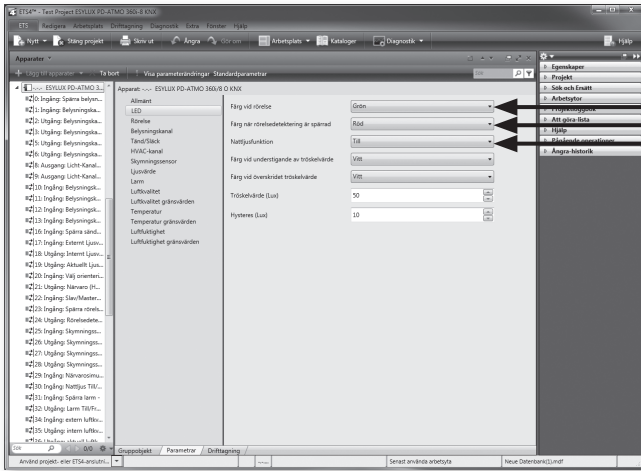 ETS4™ - Test Project ESYLUX PD-ATMO 360i-8 KNX
ETS Redigera Arbetsplats Drifttagning Diagnostik Extra Fönster Hjälp
Nytt Stäng projekt Skriv ut Ångra Gör om Arbetsplats Kataloger Diagnostik Hjälp
Apparater
Lägg till apparater Ta bort Visa parameterändringar Standardparametrar Sök
-.-.- ESYLUX PD-ATMO 3...
0: Ingång: Spärra belysn...
1: Ingång: Belysningska...
2: Utgång: Belysningska...
3: Ingång: Belysningska...
5: Utgång: Belysningska...
6: Utgång: Belysningska...
8: Ausgang: Licht-Kanal...
9: Ausgang: Licht-Kanal...
10: Ingång: Belysningsk...
11: Ingång: Belysningsk...
12: Ingång: Belysningsk...
13: Ingång: Belysningsk...
16: Ingång: Spärra sänd...
17: Ingång: Externt Ljusv...
18: Utgång: Internt Ljusv...
19: Utgång: Aktuellt Ljus...
20: Ingång: Välj orienteri...
21: Utgång: Närvaro (H...
22: Ingång: Slav/Master...
23: Ingång: Spärra rörels...
24: Utgång: Rörelsedete...
25: Ingång: Skymningss...
26: Utgång: Skymningss...
27: Utgång: Skymningss...
28: Utgång: Skymningss...
29: Ingång: Närvarosimu...
30: Ingång: Nattljus Till/...
31: Ingång: Spärra larm -
32: Utgång: Larm Till/Fr...
34: Ingång: extern luftkv...
35: Utgång: intern luftkv...
Sök 0/0
Apparat: -.-.- ESYLUX PD-ATMO 360i/8 O KNX
Allmänt
LED
Rörelse
Belysningskanal
Tänd/Släck
HVAC-kanal
Skymningssensor
Ljusvärde
Larm
Luftkvalitet
Luftkvalitet gränsvärden
Temperatur
Temperatur gränsvärden
Luftfuktighet
Luftfuktighet gränsvärden
Färg vid rörelse Grön
Färg när rörelsedetektering är spärrad Röd
Nattljusfunktion Till
Färg vid understigande av tröskelvärde Vitt
Färg vid överskridet tröskelvärde Vitt
Tröskelvärde (Lux) 50
Hysteres (Lux) 10
Gruppobjekt Parametrar Drifttagning
Egenskaper
Projekt
Sök och Ersätt
Arbetsytor
Projektloggbok
Att göra-lista
Hjälp
Pågående operationer
Ångra-historik
Använd projekt- eller ETS4-anslutni... Senast använda arbetsyta Neue Datenbank(1).mdf